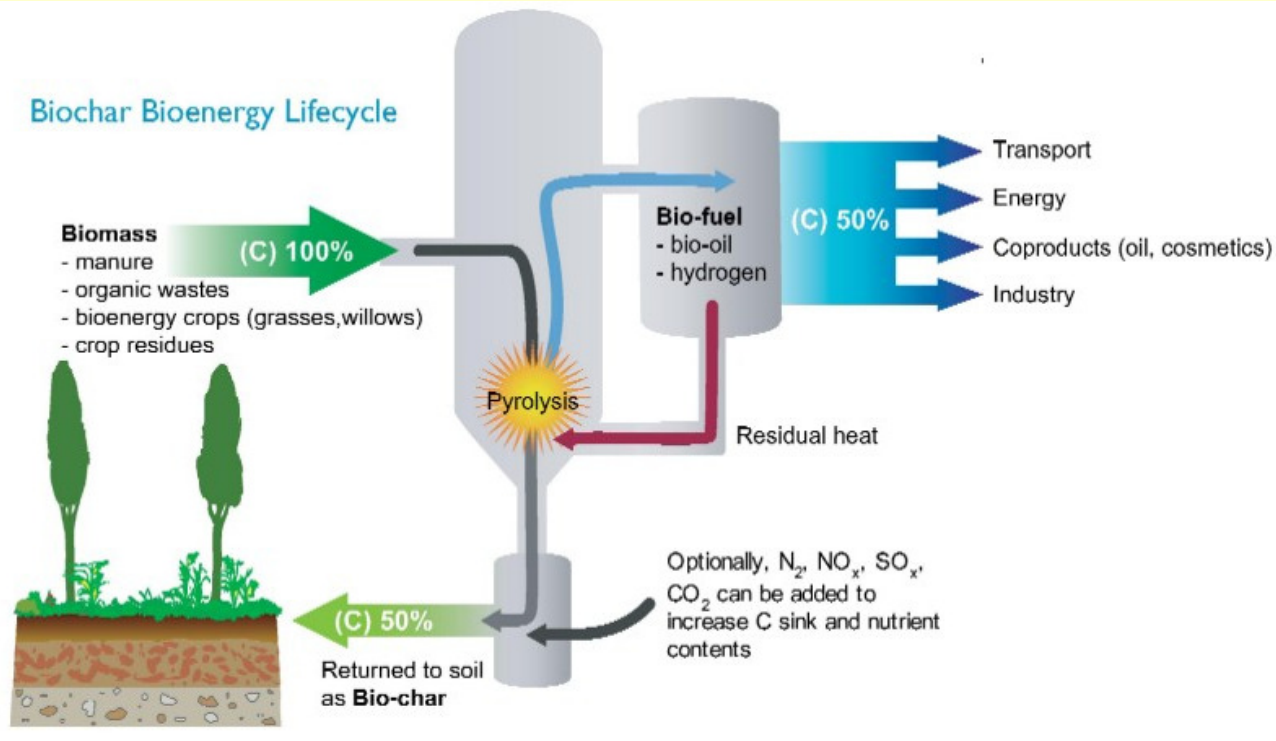 Biochar Bioenergy Lifecycle
Biomass
- manure
- organic wastes
- bioenergy crops (grasses,willows)
- crop residues
(C) 100%
Pyrolysis
Bio-fuel
- bio-oil
- hydrogen
(C) 50%
Transport
Energy
Coproducts (oil, cosmetics)
Industry
Residual heat
Optionally, N₂, NOₓ, SOₓ,
CO₂ can be added to
increase C sink and nutrient
contents
(C) 50%
Returned to soil
as Bio-char